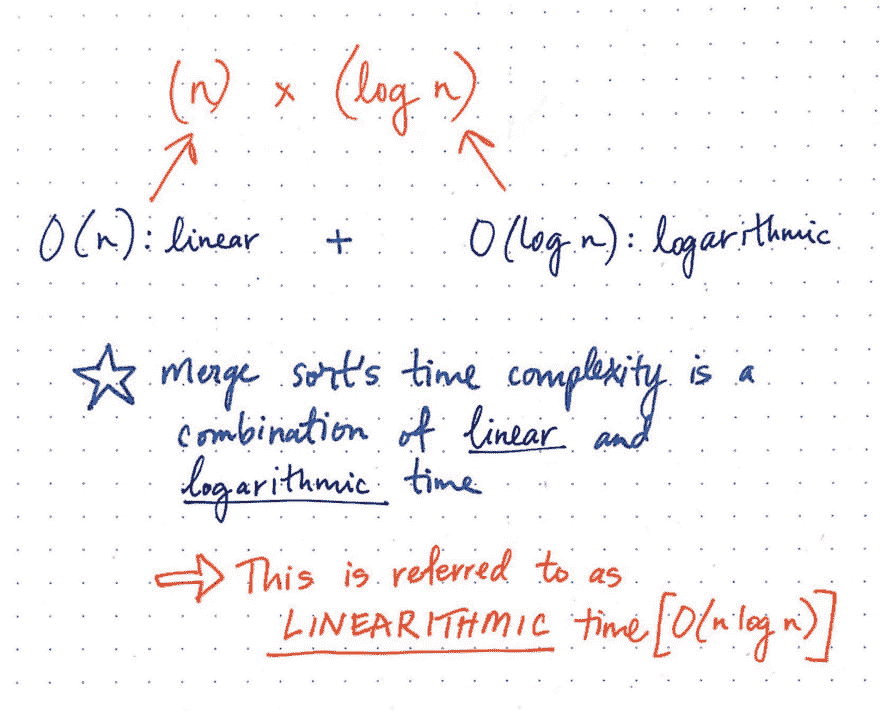 (n) x (log n)
O(n): linear + O(log n): logarithmic
☆ merge sort's time complexity is a
combination of linear and
logarithmic time
⇨ This is referred to as
LINEARITHMIC time [O(n log n)]